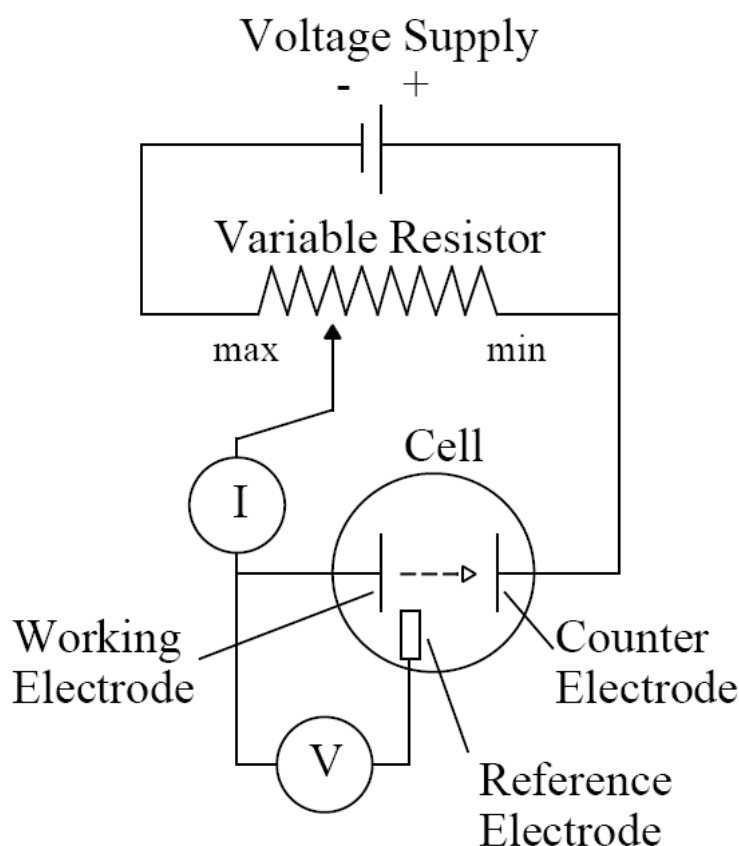 Voltage Supply
- +
Variable Resistor
max min
Cell
I
Working
Electrode
Counter
Electrode
V
Reference
Electrode